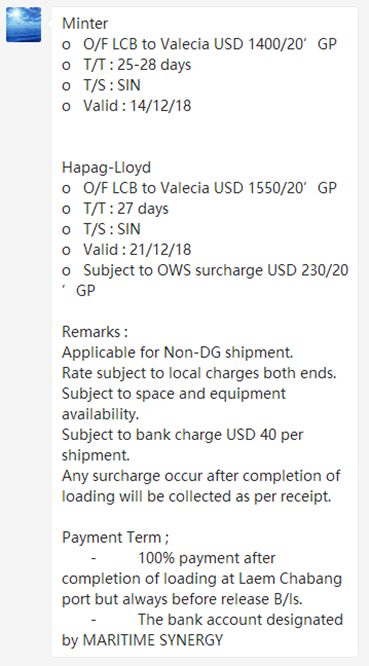 Minter
o O/F LCB to Valecia USD 1400/20’ GP
o T/T : 25-28 days
o T/S : SIN
o Valid : 14/12/18
Hapag-Lloyd
o O/F LCB to Valecia USD 1550/20’ GP
o T/T : 27 days
o T/S : SIN
o Valid : 21/12/18
o Subject to OWS surcharge USD 230/20
’ GP
Remarks :
Applicable for Non-DG shipment.
Rate subject to local charges both ends.
Subject to space and equipment
availability.
Subject to bank charge USD 40 per
shipment.
Any surcharge occur after completion of
loading will be collected as per receipt.
Payment Term ;
- 100% payment after
completion of loading at Laem Chabang
port but always before release B/ls.
- The bank account designated
by MARITIME SYNERGY